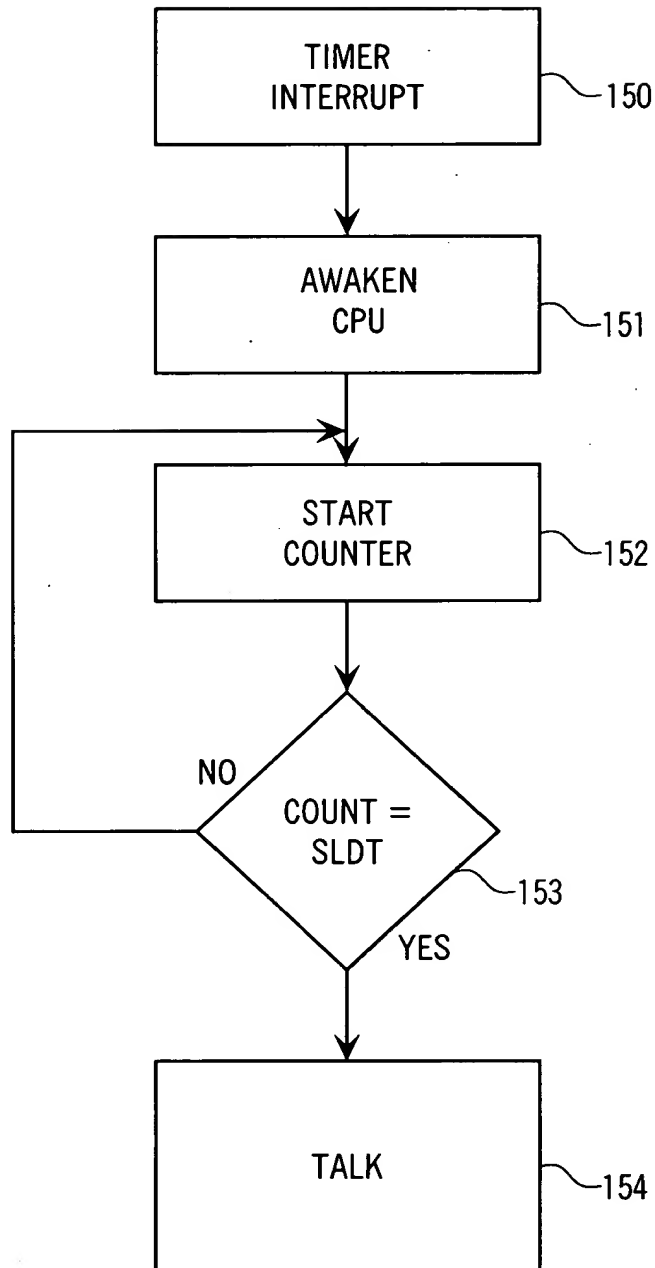 TIMER
INTERRUPT
150
AWAKEN
CPU
151
START
COUNTER
152
NO
COUNT =
SLDT
153
YES
TALK
154